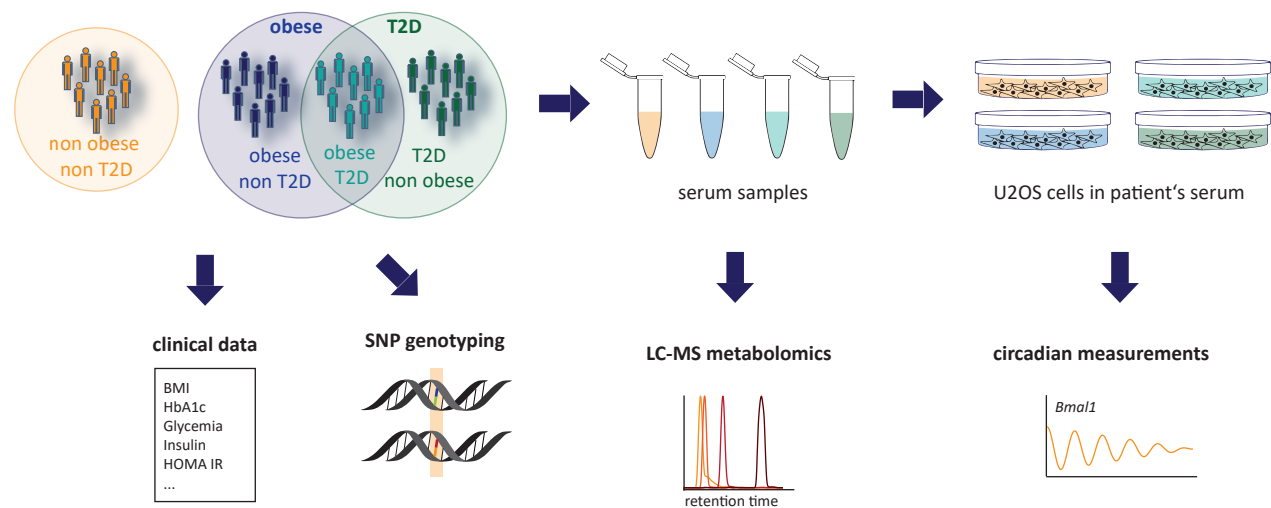 obese
T2D
non obese
non T2D
obese
non T2D
obese
T2D
T2D
non obese
serum samples
U2OS cells in patient‘s serum
clinical data
BMI
HbA1c
Glycemia
Insulin
HOMA IR
...
SNP genotyping
LC-MS metabolomics
retention time
circadian measurements
Bmal1